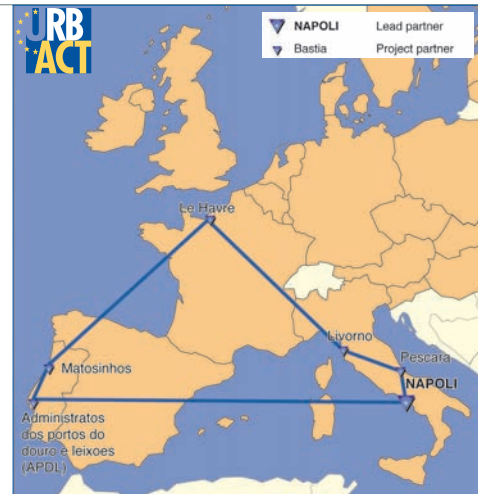 URB
ACT
NAPOLI Lead partner
Bastia Project partner
Le Havre
Livorno
Pescara
Matosinhos
NAPOLI
Administratos
dos portos do
douro e leixoes
(APDL)